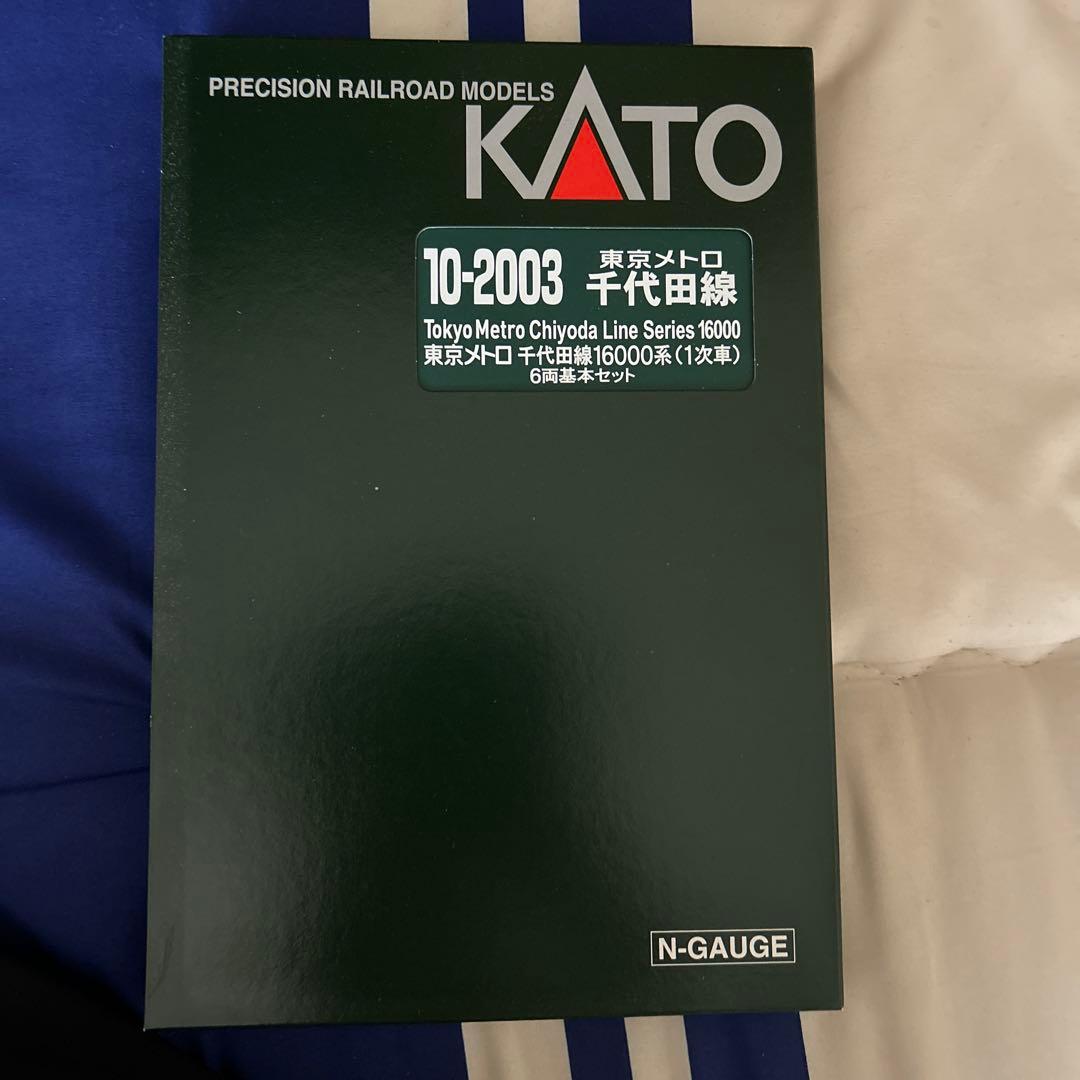 PRECISION RAILROAD MODELS
KATO
10-2003
東京メトロ
千代田線
Tokyo Metro Chiyoda Line Series 16000
東京メトロ 千代田線16000系(1次車)
6両基本セット
N-GAUGE